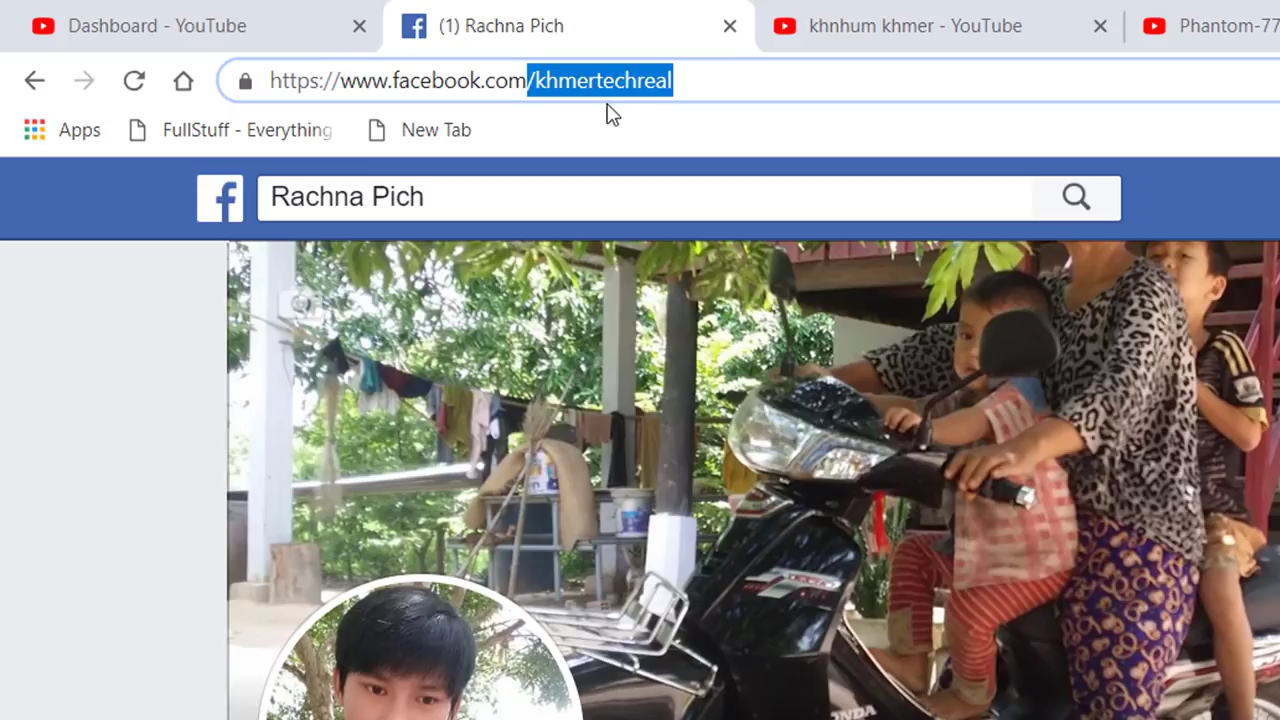 Dashboard - YouTube
(1) Rachna Pich
khnhum khmer - YouTube
Phantom-77
https://www.facebook.com/khmertechreal
Apps
FullStuff - Everything
New Tab
Rachna Pich
HONDA